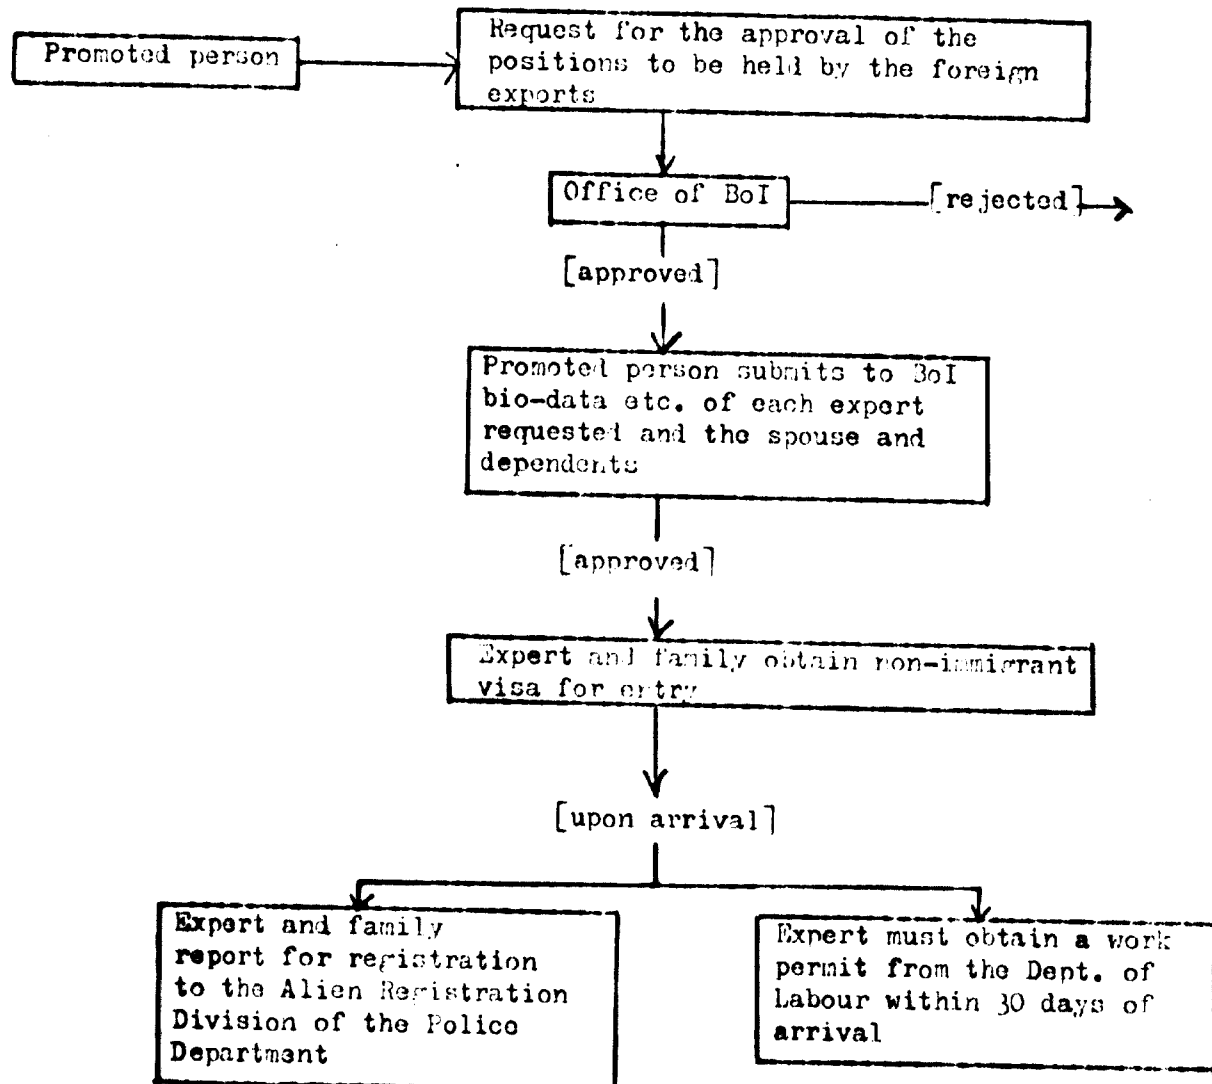 Promoted person
Request for the approval of the
positions to be held by the foreign
exports
Office of BoI
[rejected]
[approved]
Promoted person submits to BoI
bio-data etc. of each expert
requested and the spouse and
dependents
[approved]
Expert and family obtain non-immigrant
visa for entry
[upon arrival]
Expert and family
report for registration
to the Alien Registration
Division of the Police
Department
Expert must obtain a work
permit from the Dept. of
Labour within 30 days of
arrival